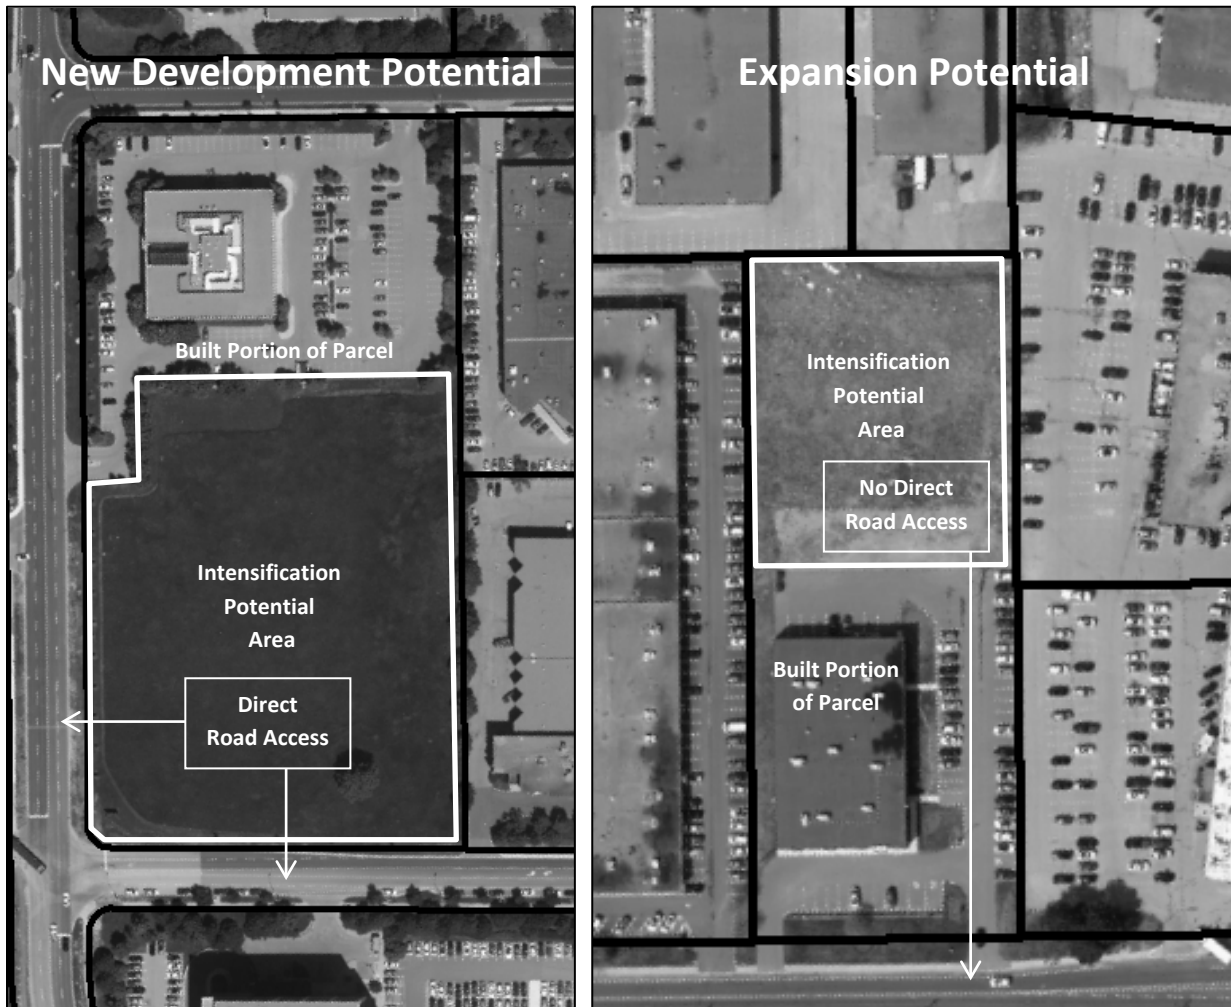 New Development Potential
Built Portion of Parcel
Intensification
Potential
Area
Direct
Road Access
Expansion Potential
Intensification
Potential
Area
No Direct
Road Access
Built Portion
of Parcel